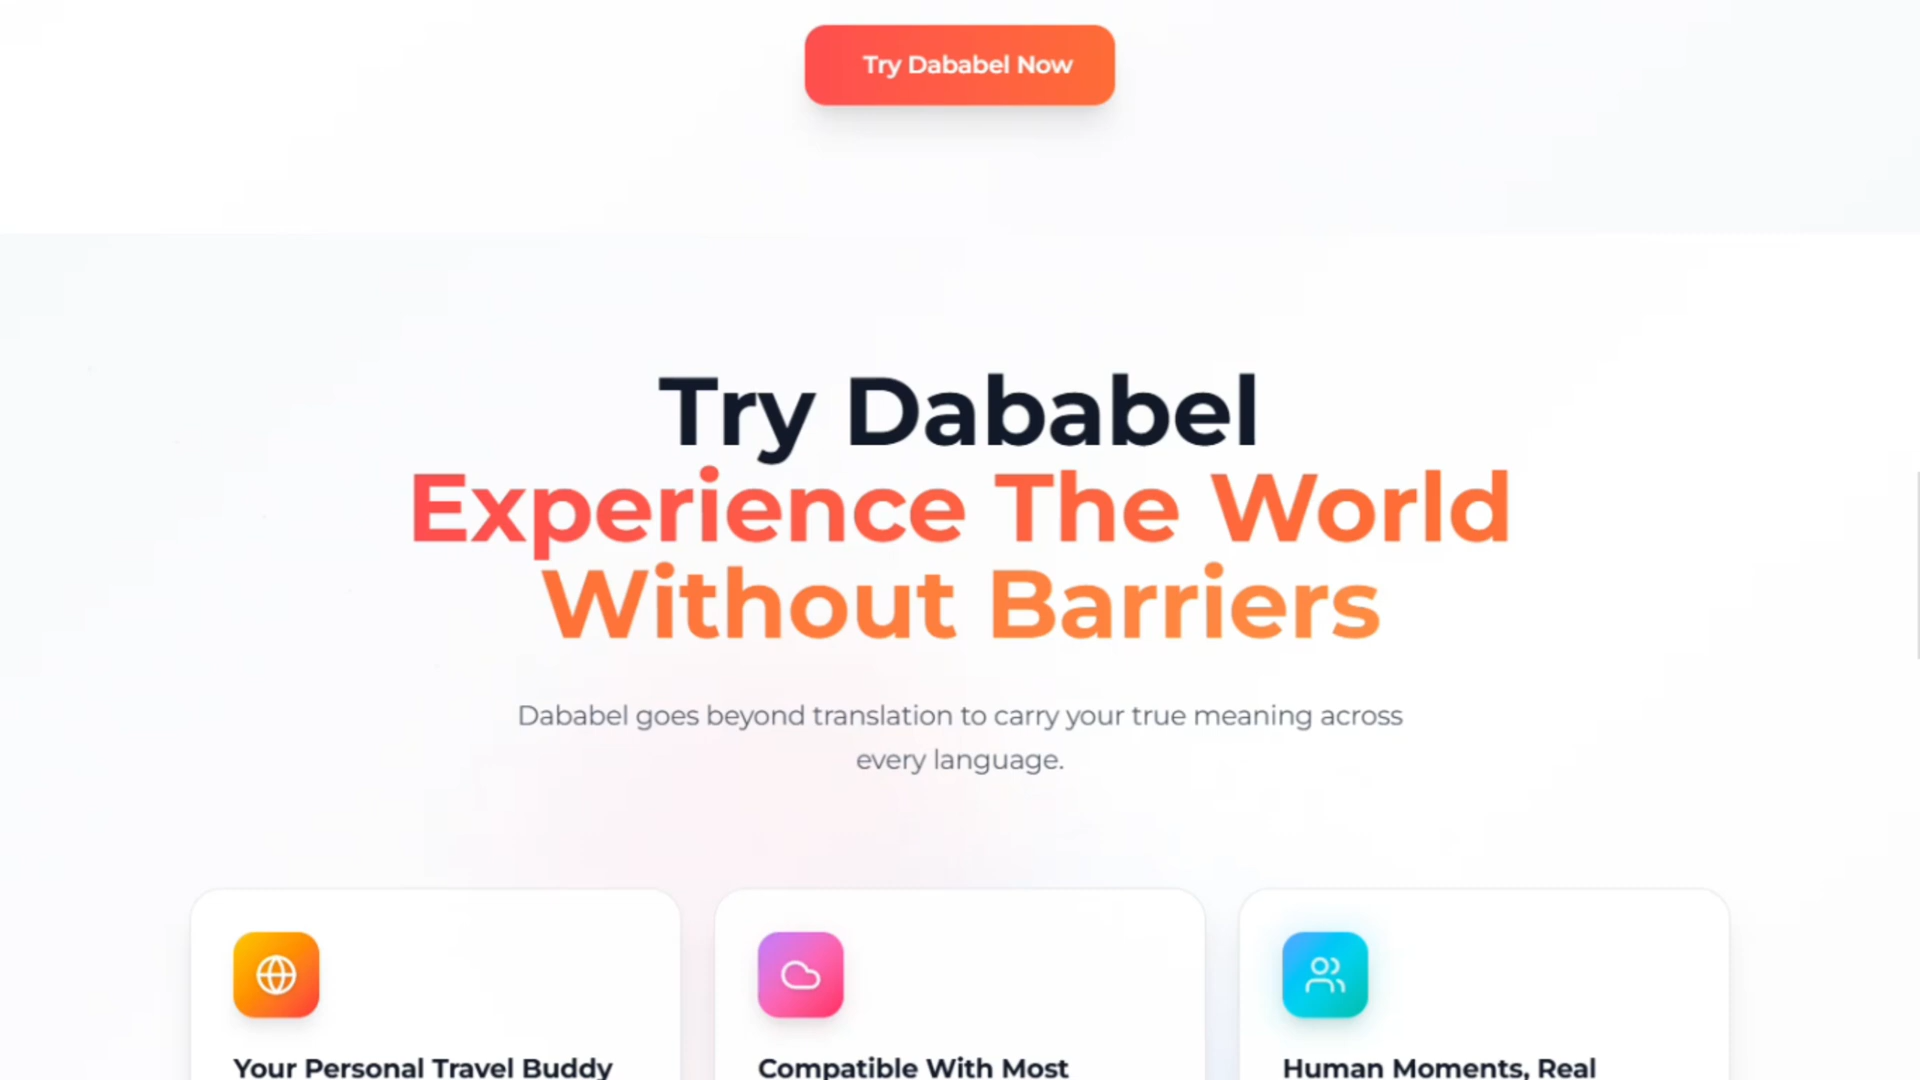 Try Dababel Now
Try Dababel
Experience The World
Without Barriers
Dababel goes beyond translation to carry your true meaning across
every language.
Your Personal Travel Buddy
Compatible With Most
Human Moments, Real